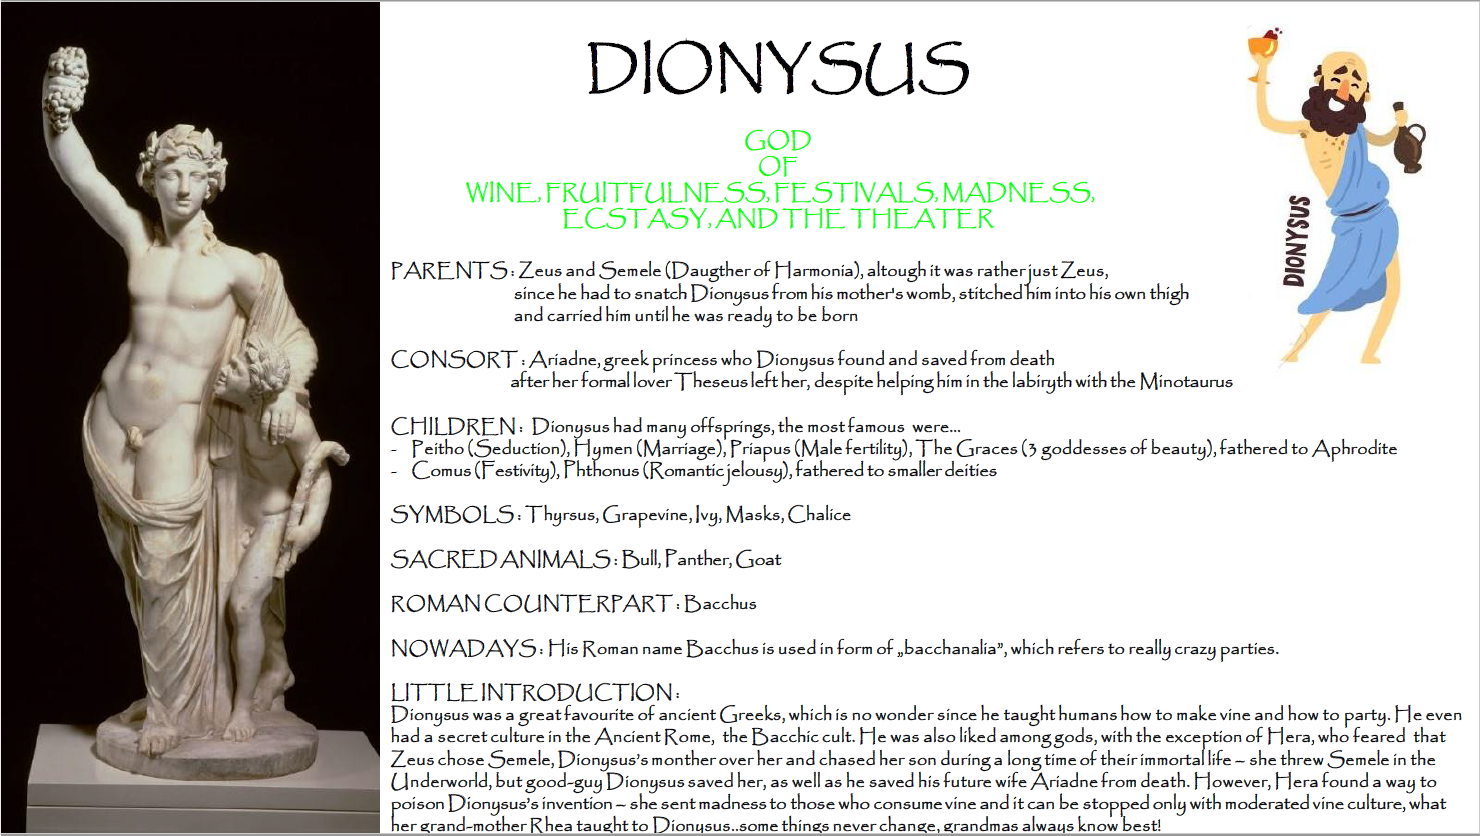 DIONYSUS
GOD
OF
WINE, FRUITFULNESS, FESTIVALS, MADNESS,
ECSTASY, AND THE THEATER
DIONYSUS
PARENTS : Zeus and Semele (Daugther of Harmonia), altough it was rather just Zeus,
since he had to snatch Dionysus from his mother's womb, stitched him into his own thigh
and carried him until he was ready to be born
CONSORT : Ariadne, greek princess who Dionysus found and saved from death
after her formal lover Theseus left her, despite helping him in the labiryth with the Minotaurus
CHILDREN : Dionysus had many offsprings, the most famous were...
- Peitho (Seduction), Hymen (Marriage), Priapus (Male fertility), The Graces (3 goddesses of beauty), fathered to Aphrodite
- Comus (Festivity), Phthonus (Romantic jelousy), fathered to smaller deities
SYMBOLS : Thyrsus, Grapevine, Ivy, Masks, Chalice
SACRED ANIMALS : Bull, Panther, Goat
ROMAN COUNTERPART : Bacchus
NOWADAYS : His Roman name Bacchus is used in form of „bacchanalia”, which refers to really crazy parties.
LITTLE INTRODUCTION :
Dionysus was a great favourite of ancient Greeks, which is no wonder since he taught humans how to make vine and how to party. He even
had a secret culture in the Ancient Rome, the Bacchic cult. He was also liked among gods, with the exception of Hera, who feared that
Zeus chose Semele, Dionysus's monther over her and chased her son during a long time of their immortal life – she threw Semele in the
Underworld, but good-guy Dionysus saved her, as well as he saved his future wife Ariadne from death. However, Hera found a way to
poison Dionysus's invention – she sent madness to those who consume vine and it can be stopped only with moderated vine culture, what
her grand-mother Rhea taught to Dionysus..some things never change, grandmas always know best!